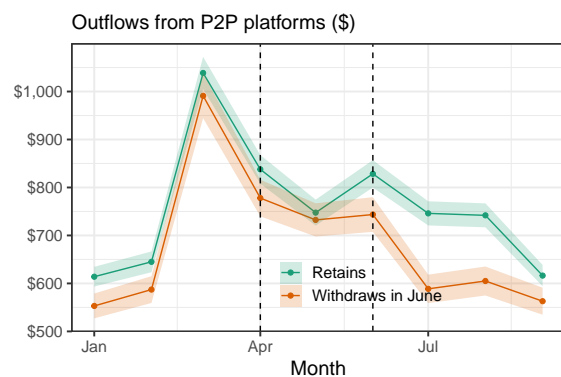 Outflows from P2P platforms ($)
$1,000
$900
$800
$700
$600
$500
Retains
Withdraws in June
Jan
Apr
Jul
Month